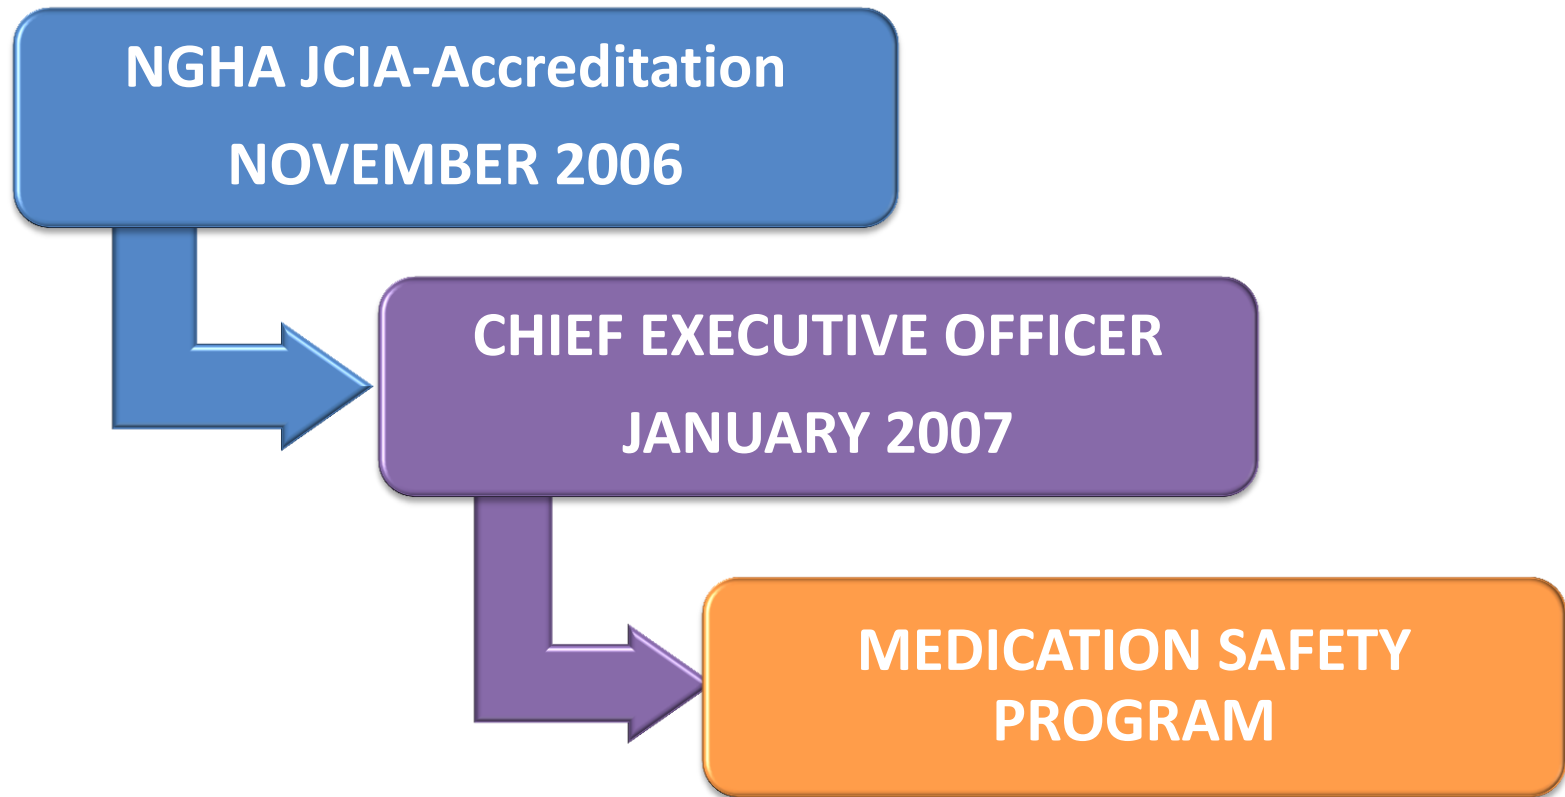 NGHA JCIA-Accreditation
NOVEMBER 2006
CHIEF EXECUTIVE OFFICER
JANUARY 2007
MEDICATION SAFETY
PROGRAM